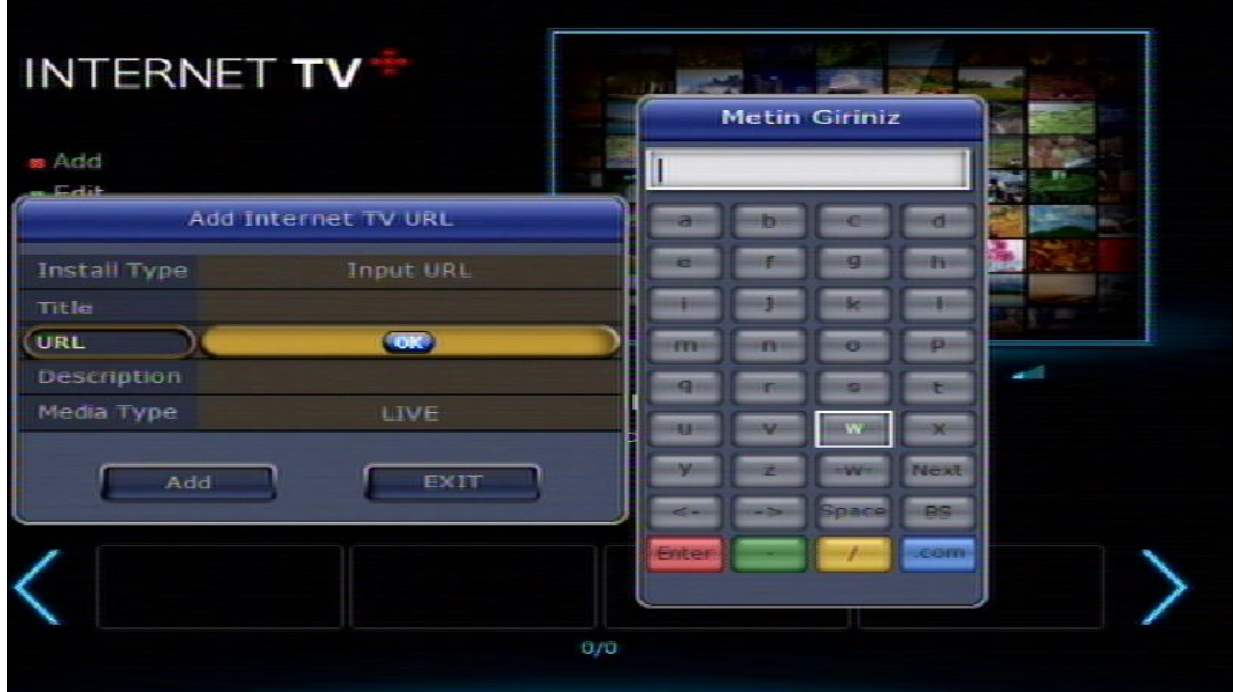 INTERNET TV+
Add
Edit
Add Internet TV URL
Install Type Input URL
Title
URL OK
Description
Media Type LIVE
Add EXIT
Metin Giriniz
a b c d
e f g h
i j k l
m n o p
q r s t
u v w x
y z -w- Next
<- -> Space BS
Enter . / .com
0/0